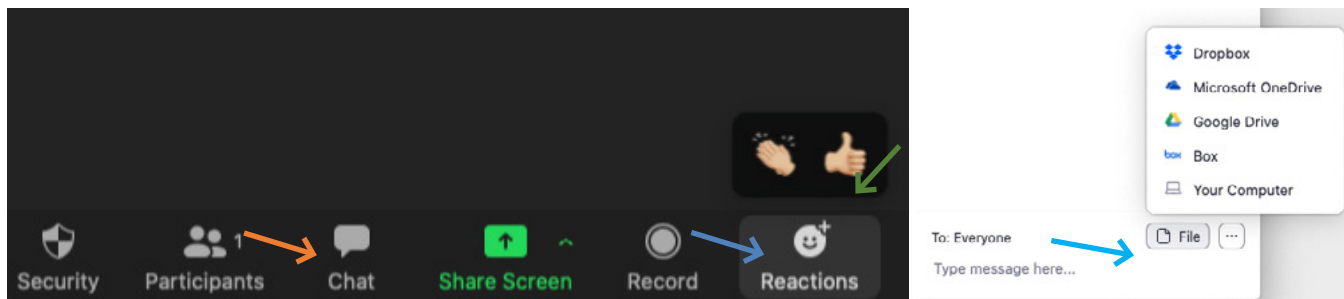 1
Security
Participants
Chat
Share Screen
Record
Reactions
Dropbox
Microsoft OneDrive
Google Drive
box Box
Your Computer
To: Everyone
File
Type message here...